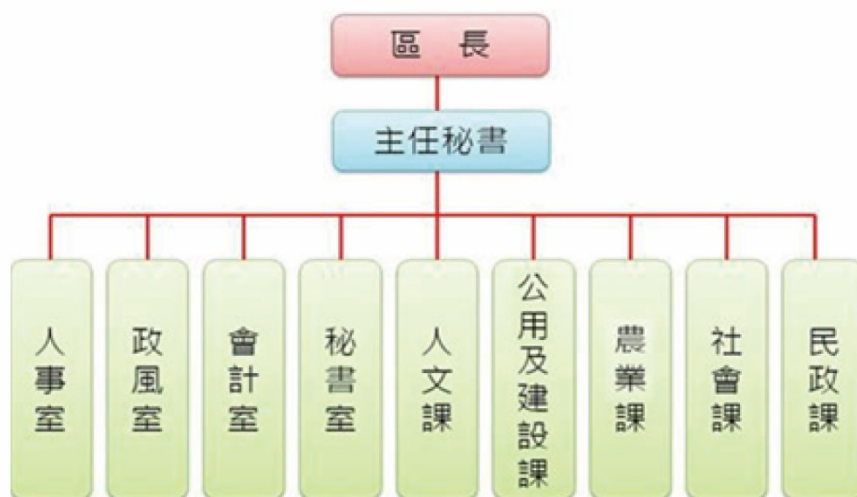 區長
主任秘書
人事室
政風室
會計室
秘書室
人文課
公用及建設課
農業課
社會課
民政課